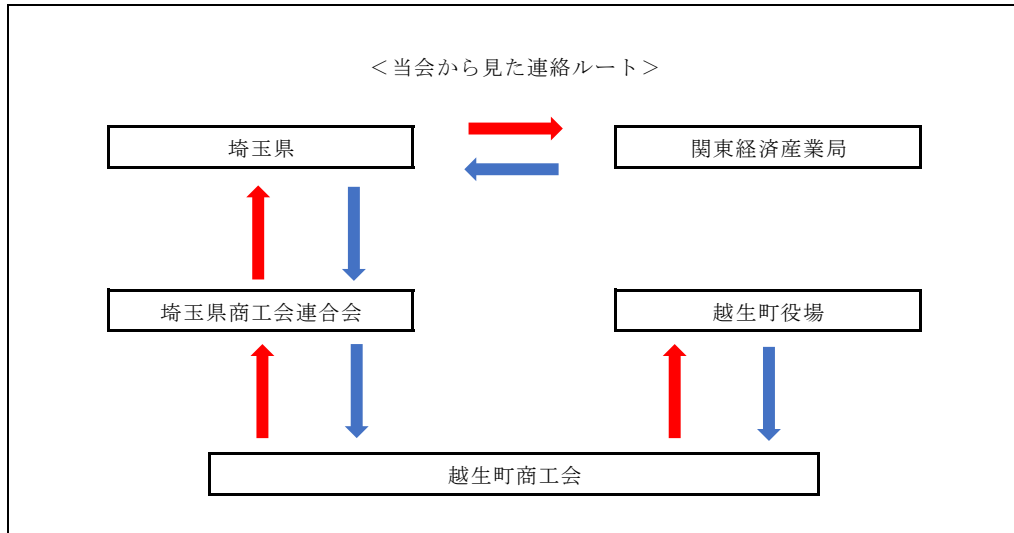 ＜当会から見た連絡ルート＞
埼玉県
関東経済産業局
埼玉県商工会連合会
越生町役場
越生町商工会